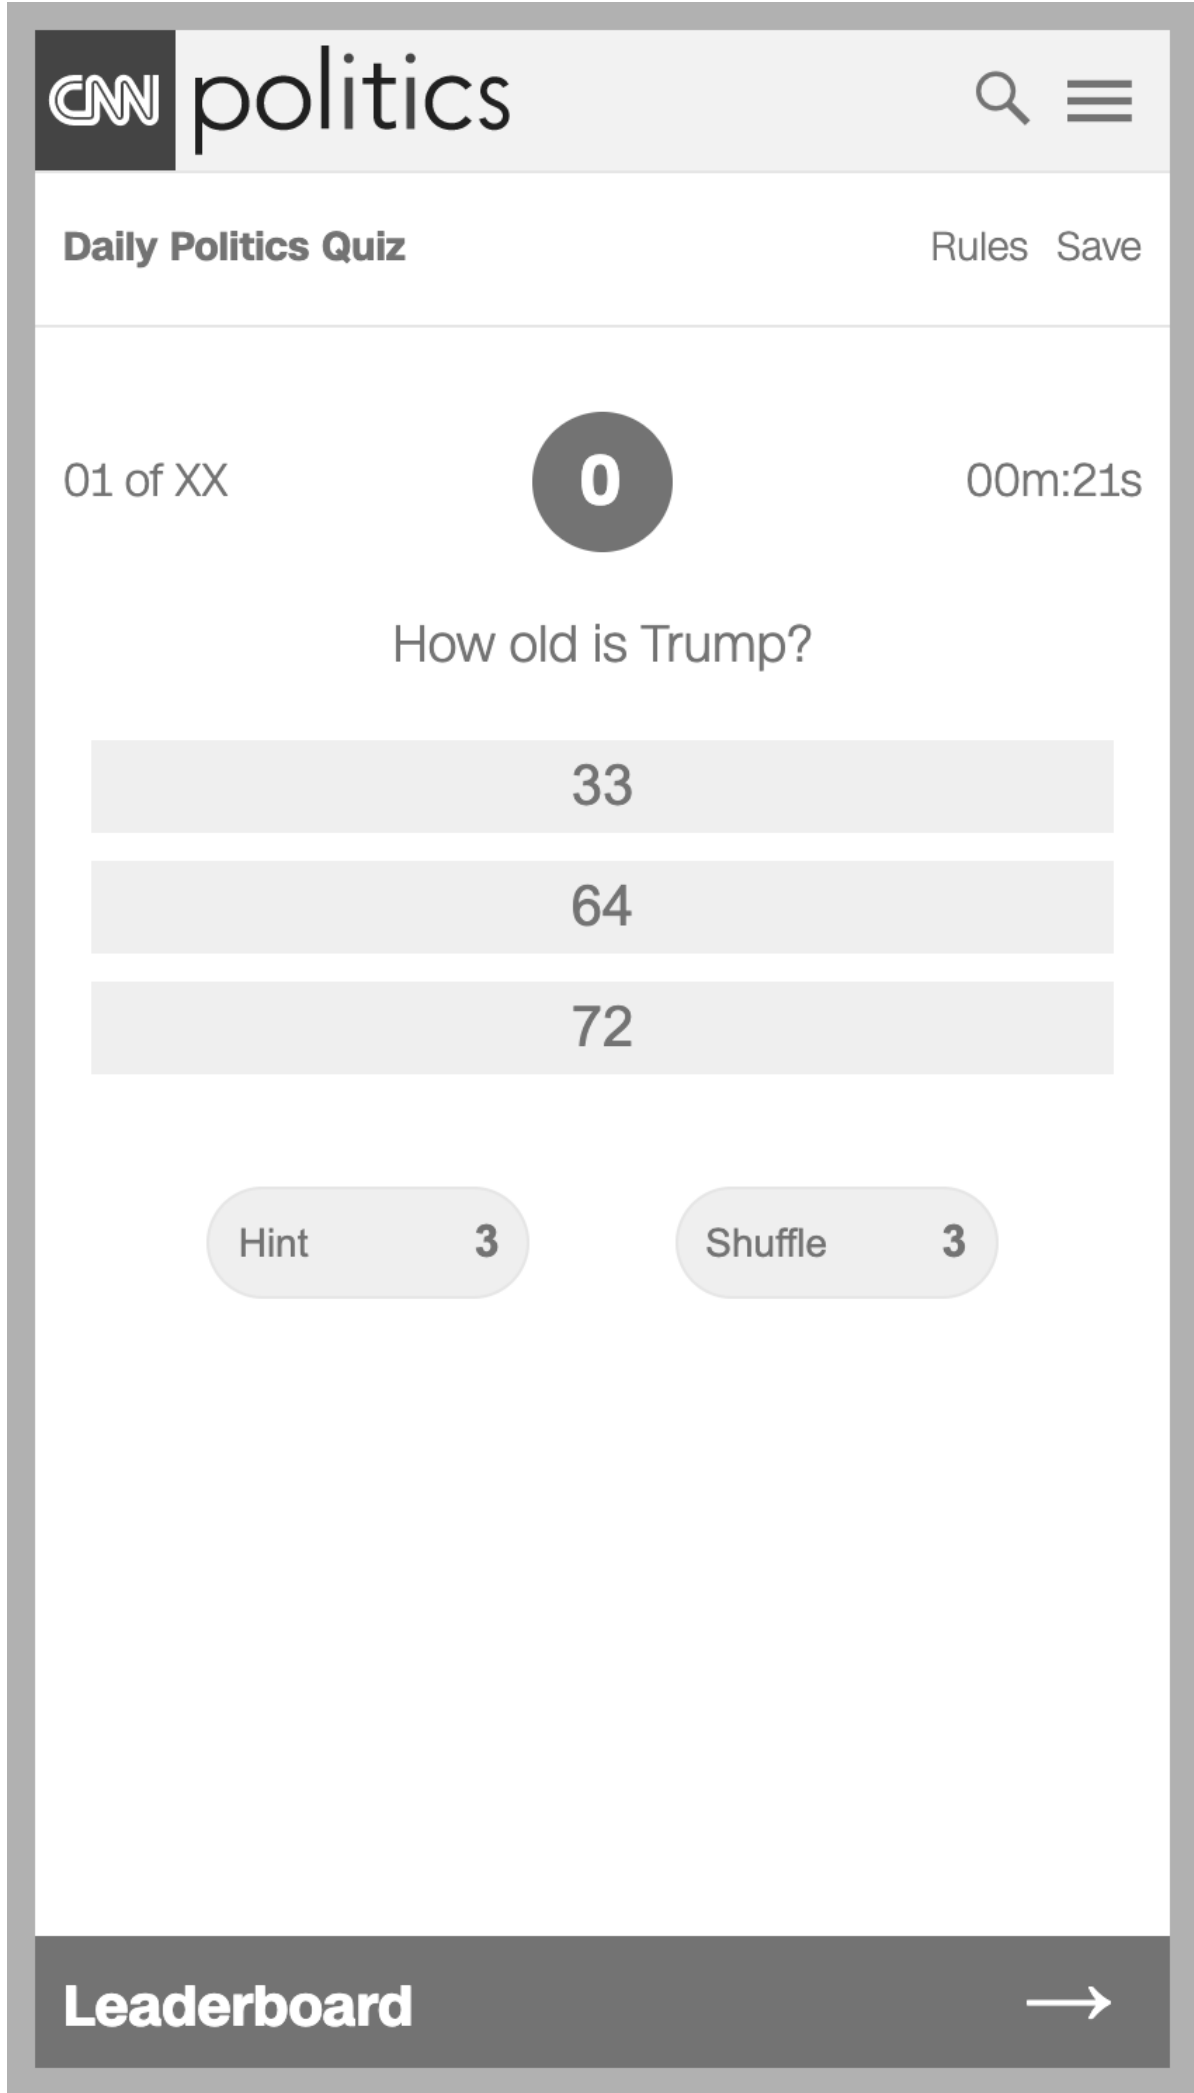 CNN politics
Daily Politics Quiz Rules Save
01 of XX 0 00m:21s
How old is Trump?
33
64
72
Hint 3 Shuffle 3
Leaderboard →